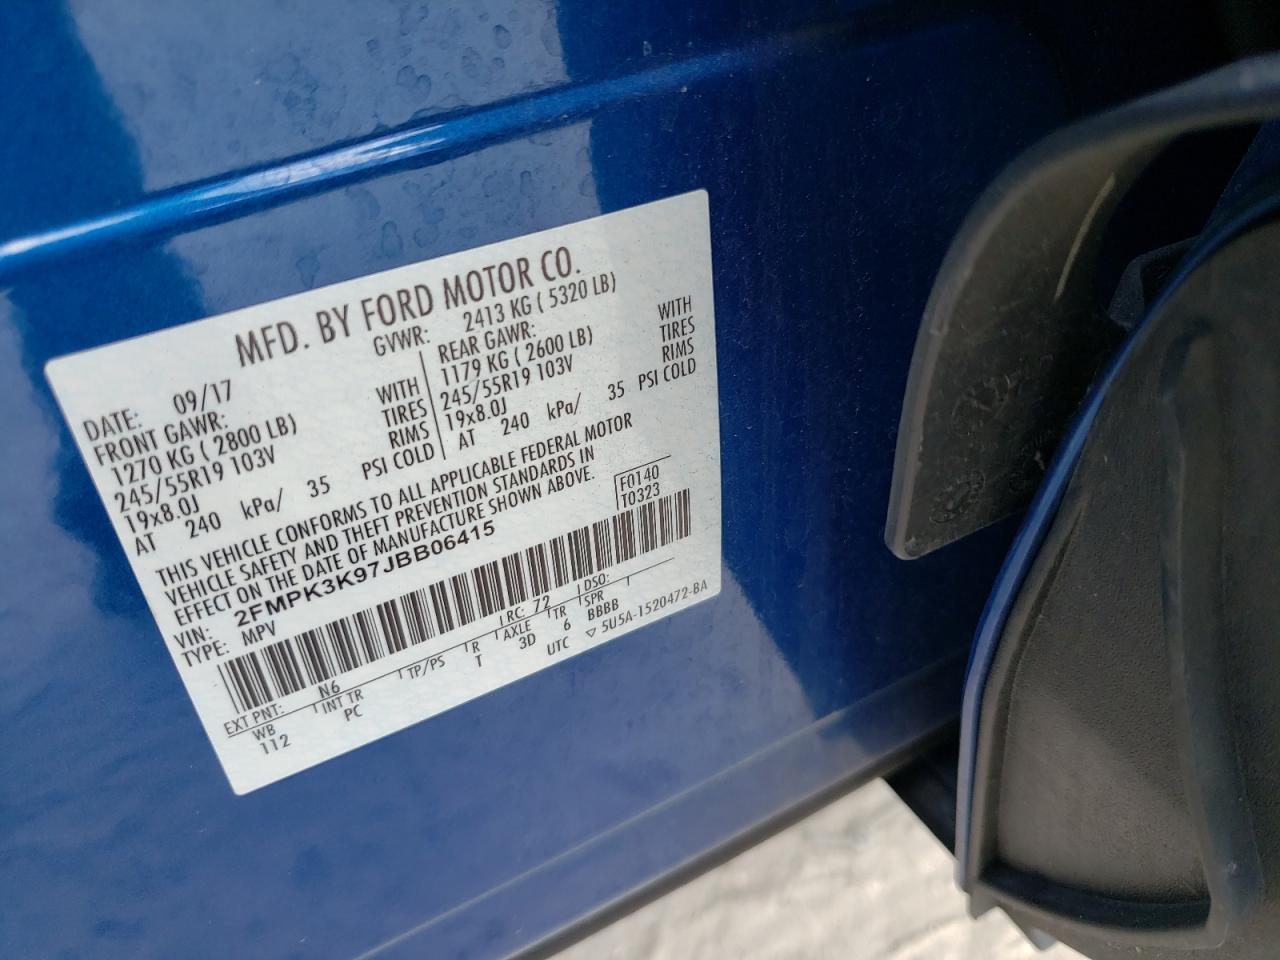 MFD. BY FORD MOTOR CO.
DATE: 09/17 GVWR: 2413 KG ( 5320 LB)
FRONT GAWR: REAR GAWR:
1270 KG ( 2800 LB) WITH 1179 KG ( 2600 LB) WITH
245/55R19 103V TIRES 245/55R19 103V TIRES
19x8.0J RIMS 19x8.0J RIMS
AT 240 kPa/ 35 PSI COLD AT 240 kPa/ 35 PSI COLD
THIS VEHICLE CONFORMS TO ALL APPLICABLE FEDERAL MOTOR
VEHICLE SAFETY AND THEFT PREVENTION STANDARDS IN
EFFECT ON THE DATE OF MANUFACTURE SHOWN ABOVE.
VIN: 2FMPK3K97JBB06415
TYPE: MPV
F0140
T0323
EXT PNT: N6 RC: 72 DSO:
WB INT TR TP/PS R AXLE TR SPR
112 PC T 3D 6 BBBB
UTC ▽ 5U5A-1520472-BA